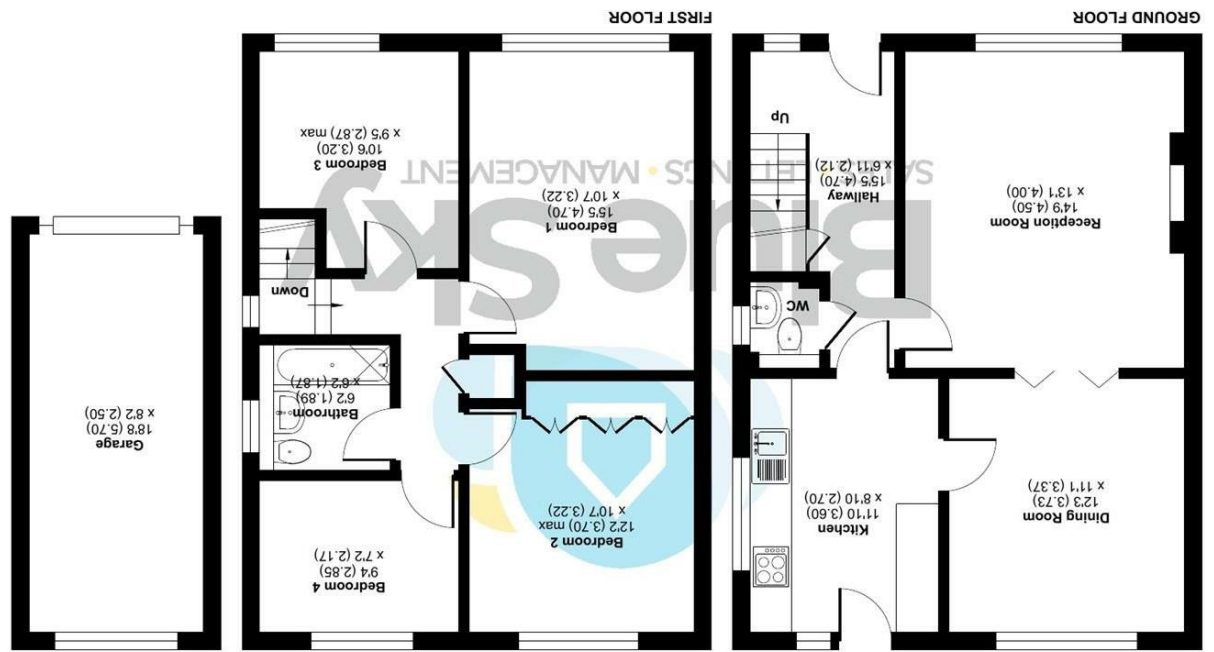 Dining Room
12'3 (3.73)
x 11'1 (3.37)
Kitchen
11'10 (3.60)
x 8'10 (2.70)
WC
Reception Room
14'9 (4.50)
x 13'1 (4.00)
Hallway
15'5 (4.70)
x 6'11 (2.12)
Up
GROUND FLOOR
Bedroom 4
9'4 (2.85)
x 7'2 (2.17)
Bedroom 2
12'2 (3.70) max
x 10'7 (3.22)
Bathroom
6'2 (1.89)
x 6'2 (1.87)
Down
Bedroom 1
15'5 (4.70)
x 10'7 (3.22)
Bedroom 3
10'6 (3.20)
x 9'5 (2.87) max
FIRST FLOOR
Garage
18'8 (5.70)
x 8'2 (2.50)
Blue Sky
SALES · LETTINGS · MANAGEMENT